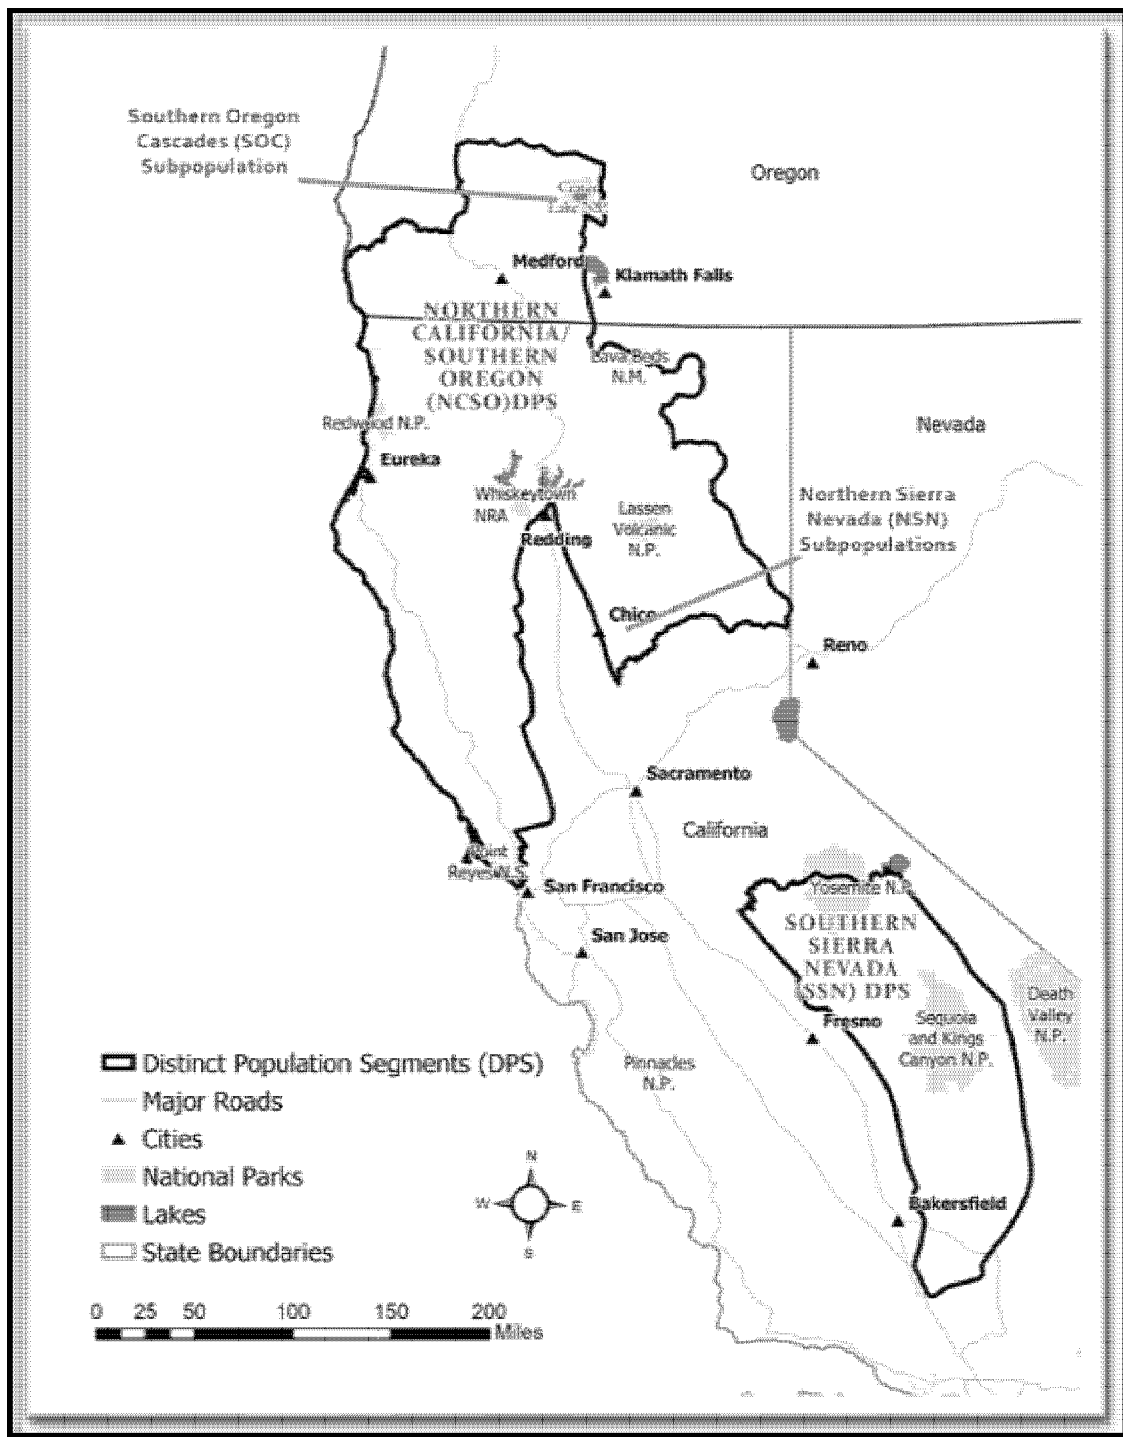 Southern Oregon
Cascades (SOC)
Subpopulation
Oregon
Crater
Lake N.P.
Medford
Klamath Falls
NORTHERN
CALIFORNIA/
SOUTHERN
OREGON
(NCSO)DPS
Lava Beds
N.M.
Redwood N.P.
Nevada
Eureka
Whiskeytown
NRA
Lassen
Volcanic
N.P.
Northern Sierra
Nevada (NSN)
Subpopulations
Redding
Chico
Reno
Sacramento
California
Point
Reyes N.S.
San Francisco
Yosemite N.P.
San Jose
SOUTHERN
SIERRA
NEVADA
(SSN) DPS
Fresno
Sequoia
and Kings
Canyon N.P.
Death
Valley
N.P.
Pinnacles
N.P.
Bakersfield
Distinct Population Segments (DPS)
Major Roads
Cities
National Parks
Lakes
State Boundaries
N
W E
S
0 25 50 100 150 200
Miles